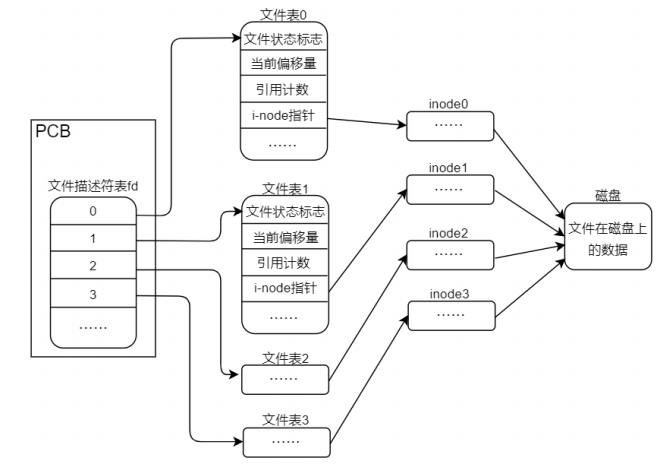 PCB
文件描述符表fd
0
1
2
3
……
文件表0
文件状态标志
当前偏移量
引用计数
i-node指针
……
文件表1
文件状态标志
当前偏移量
引用计数
i-node指针
……
文件表2
……
文件表3
……
inode0
……
inode1
……
inode2
……
inode3
……
磁盘
文件在磁盘上
的数据